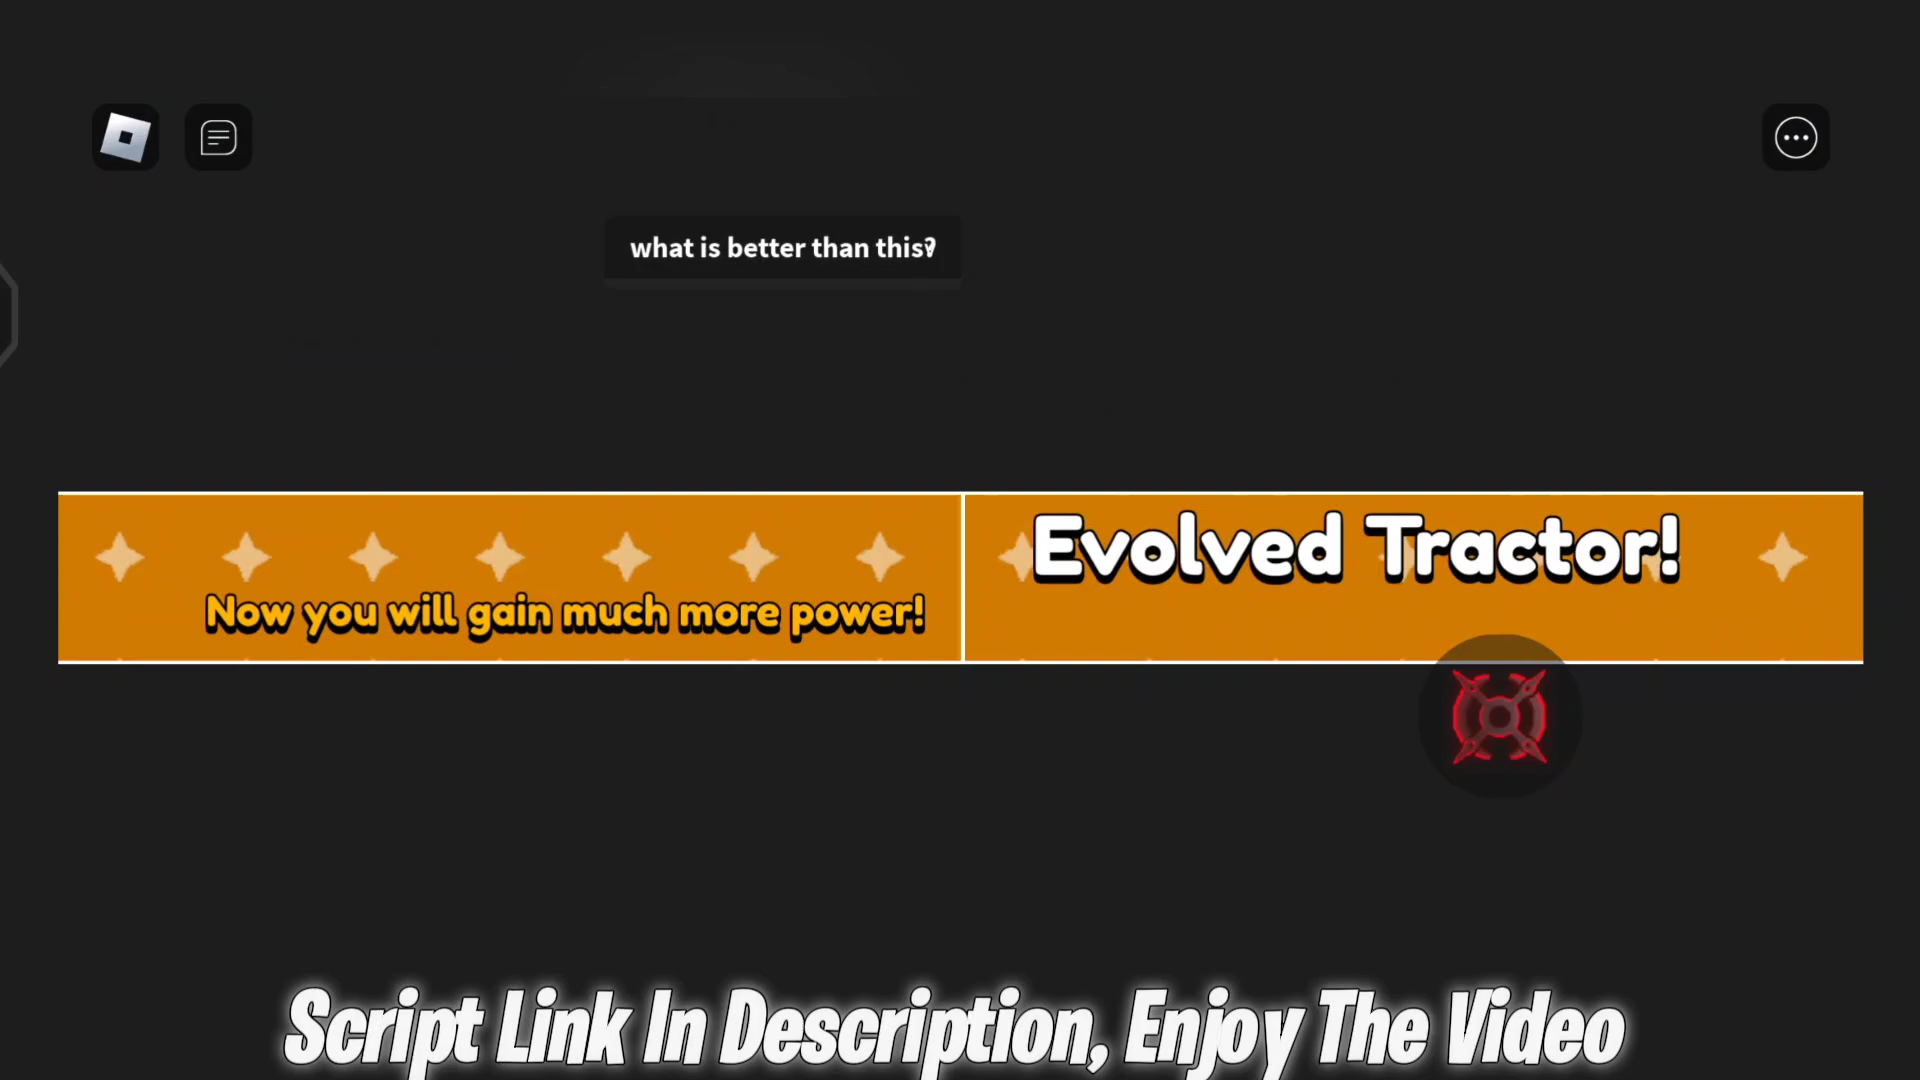 what is better than this?
Evolved Tractor!
Now you will gain much more power!
Script Link In Description, Enjoy The Video